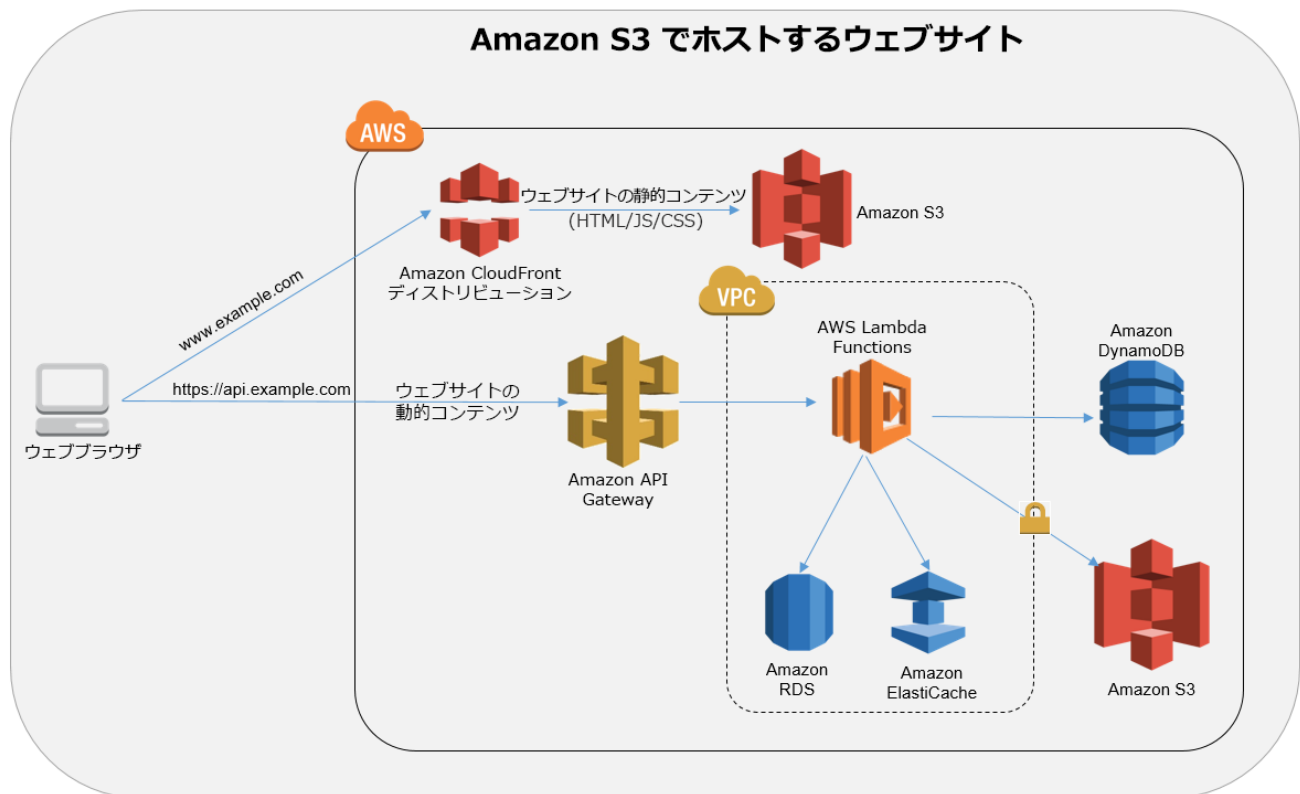 Amazon S3 でホストするウェブサイト
AWS
ウェブサイトの静的コンテンツ
(HTML/JS/CSS)
Amazon S3
Amazon CloudFront
ディストリビューション
www.example.com
VPC
AWS Lambda
Functions
Amazon
DynamoDB
https://api.example.com
ウェブサイトの
動的コンテンツ
ウェブブラウザ
Amazon API
Gateway
Amazon
RDS
Amazon
ElastiCache
Amazon S3